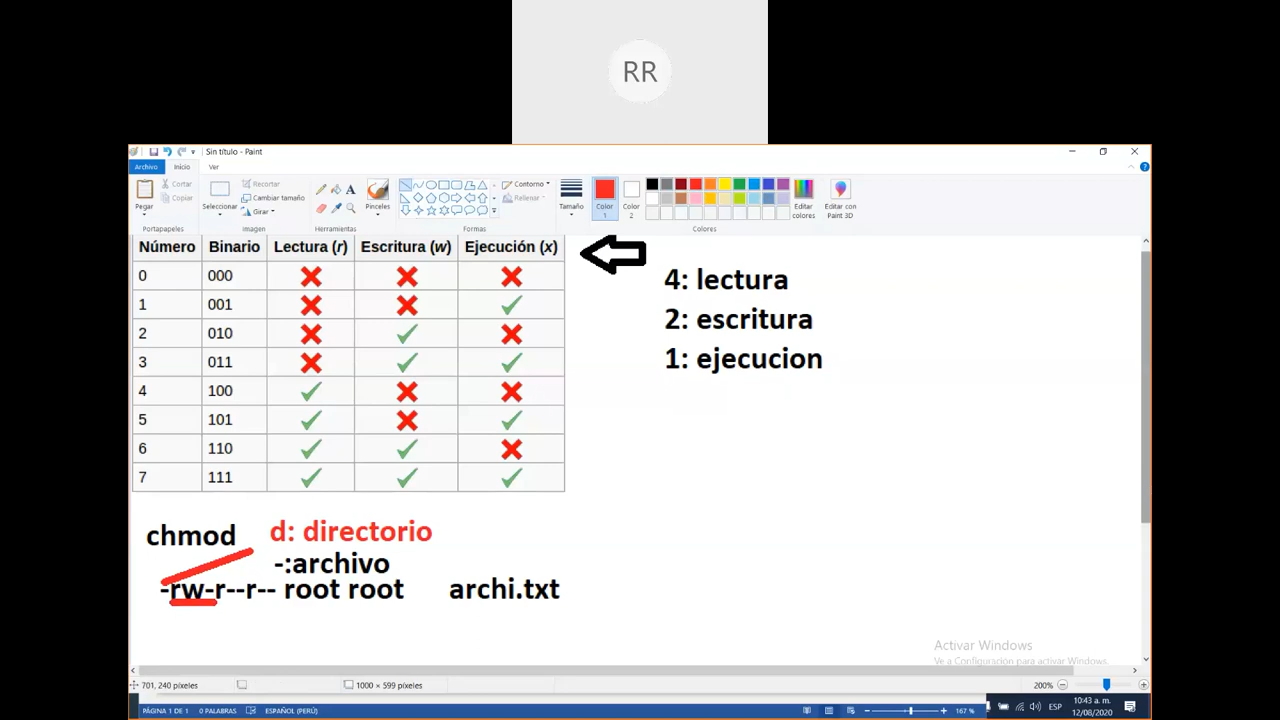 RR
Sin título - Paint
Archivo Inicio Ver
Pegar
Cortar
Copiar
Seleccionar
Recortar
Cambiar tamaño
Girar
A
Pinceles
Contorno
Rellenar
Tamaño
Color 1
Color 2
Editar colores
Editar con Paint 3D
Portapapeles Imagen Herramientas Formas Colores
Número Binario Lectura (r) Escritura (w) Ejecución (x)
0 000
1 001
2 010
3 011
4 100
5 101
6 110
7 111
4: lectura
2: escritura
1: ejecucion
chmod d: directorio
-:archivo
-rw-r--r-- root root archi.txt
Activar Windows
Ve a Configuración para activar Windows.
701, 240 píxeles 1000 × 599 píxeles 200%
PÁGINA 1 DE 1 0 PALABRAS ESPAÑOL (PERÚ) 167 %
ESP
10:43 a. m.
12/08/2020